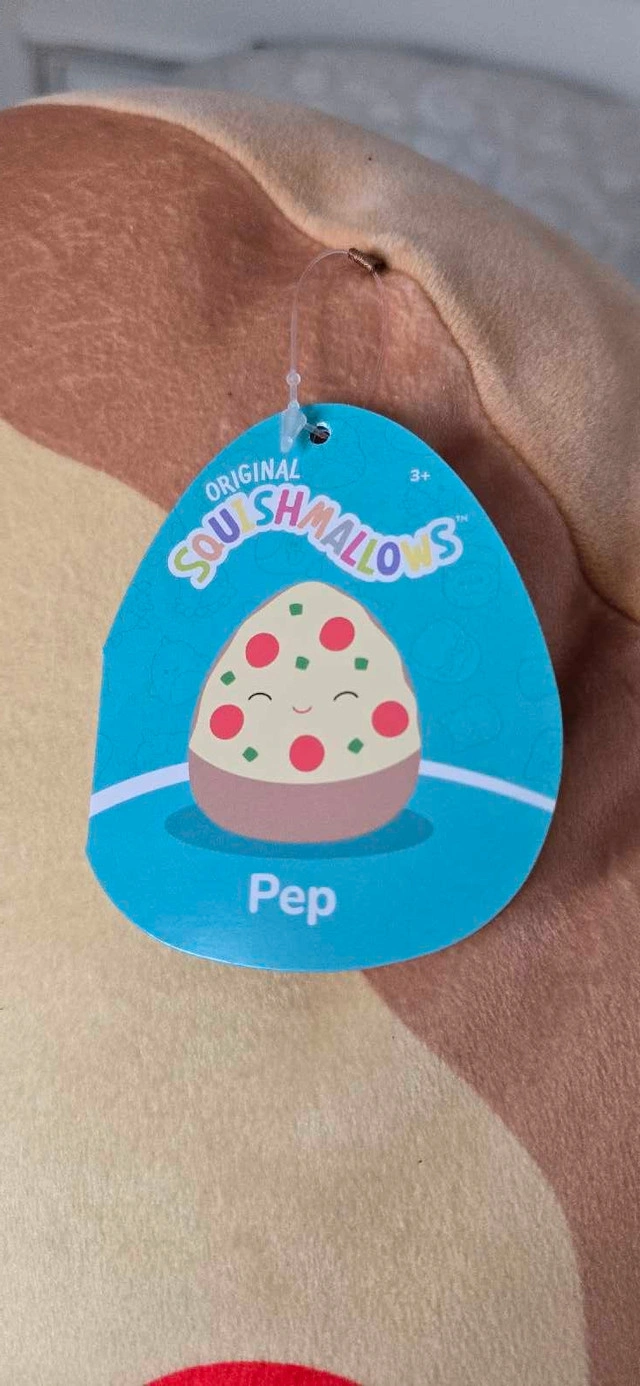 ORIGINAL
3+
SQUISHMALLOWS™
Pep